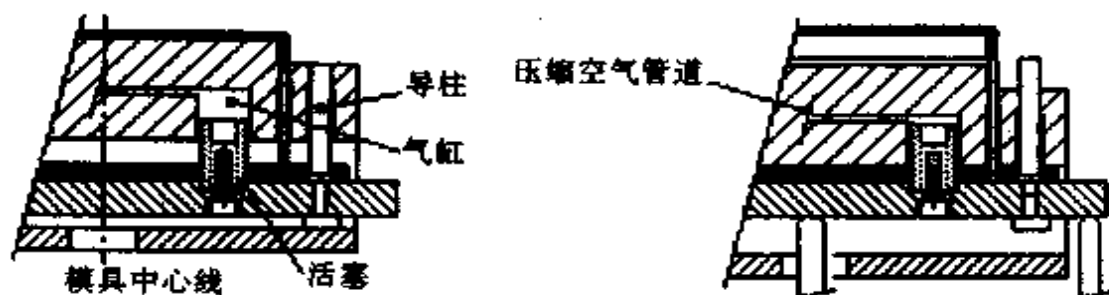 导柱
气缸
模具中心线
活塞
压缩空气管道